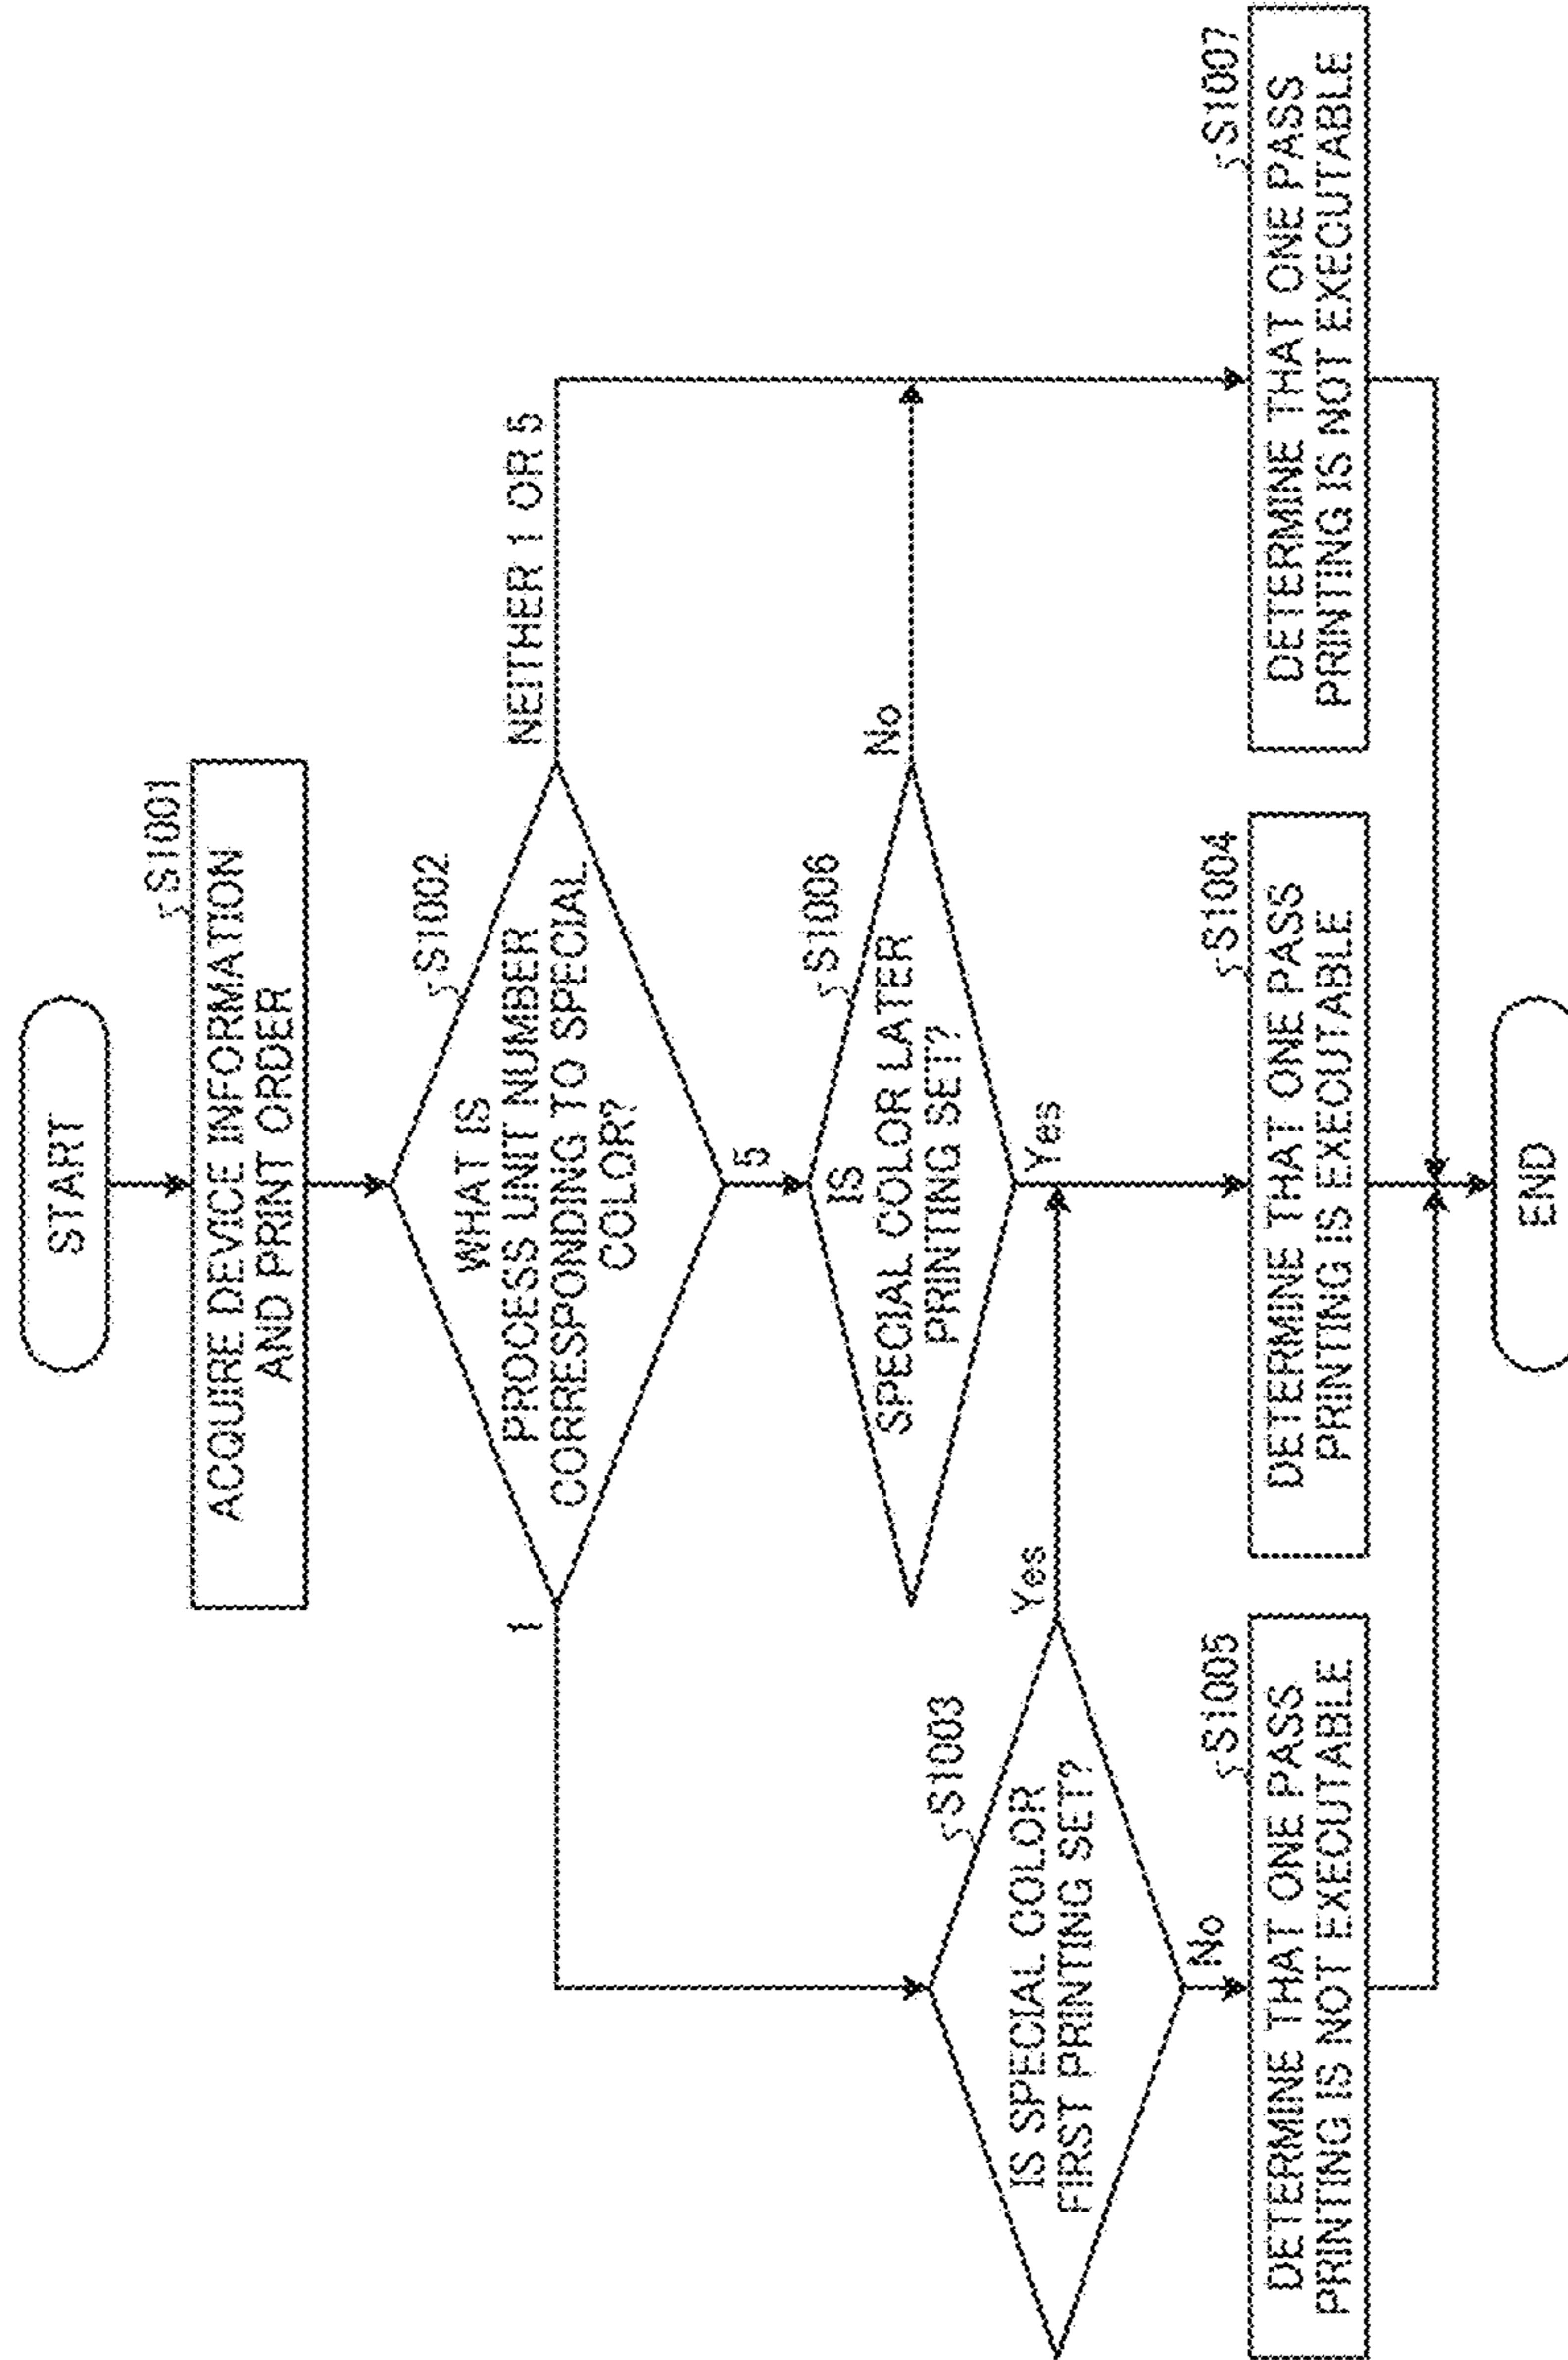 START
S1001
ACQUIRE DEVICE INFORMATION
AND PRINT ORDER
S1002
WHAT IS
PROCESS UNIT NUMBER
CORRESPONDING TO SPECIAL
COLOR?
1
NEITHER 1 OR 5
5
S1006
IS
SPECIAL COLOR LATER
PRINTING SET?
No
Yes
S1003
IS SPECIAL COLOR
FIRST PRINTING SET?
Yes
No
S1005
DETERMINE THAT ONE PASS
PRINTING IS NOT EXECUTABLE
S1004
DETERMINE THAT ONE PASS
PRINTING IS EXECUTABLE
S1007
DETERMINE THAT ONE PASS
PRINTING IS NOT EXECUTABLE
END